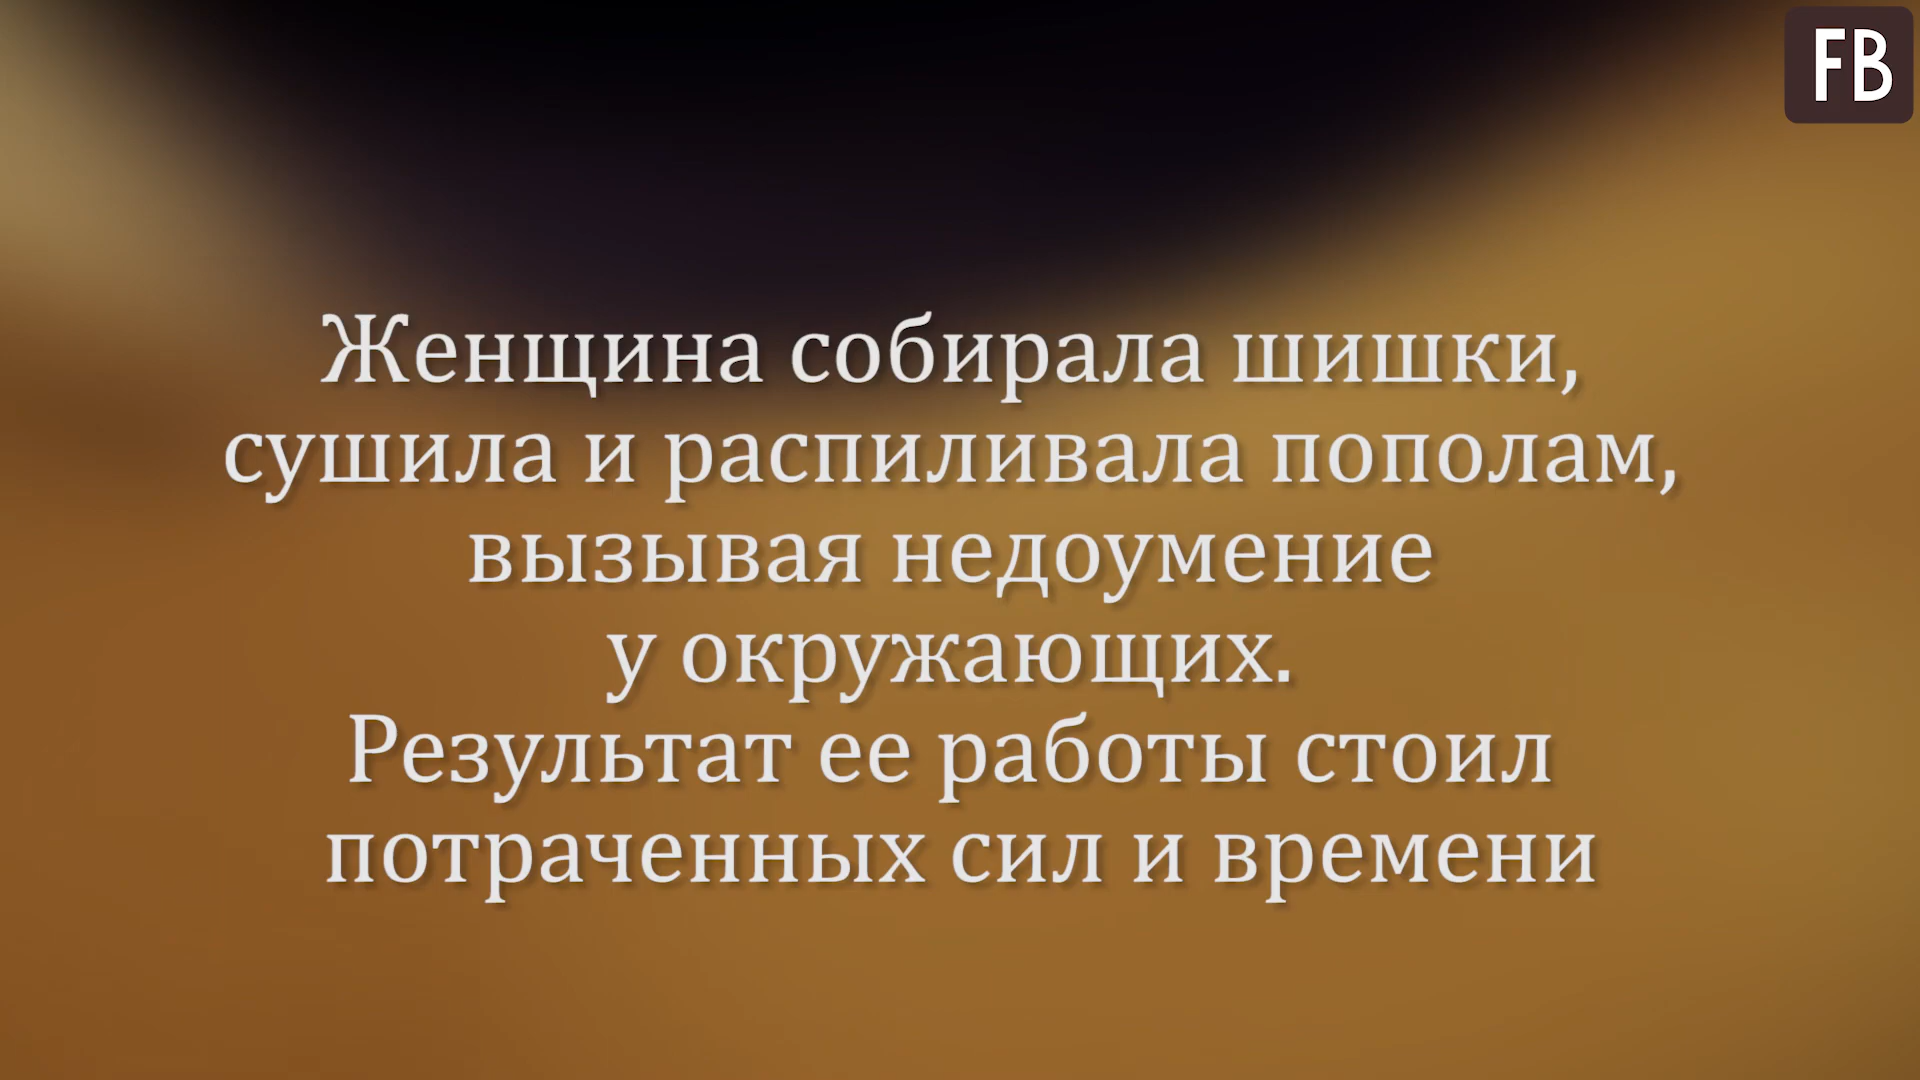 FB
Женщина собирала шишки,
сушила и распиливала пополам,
вызывая недоумение
у окружающих.
Результат ее работы стоил
потраченных сил и времени